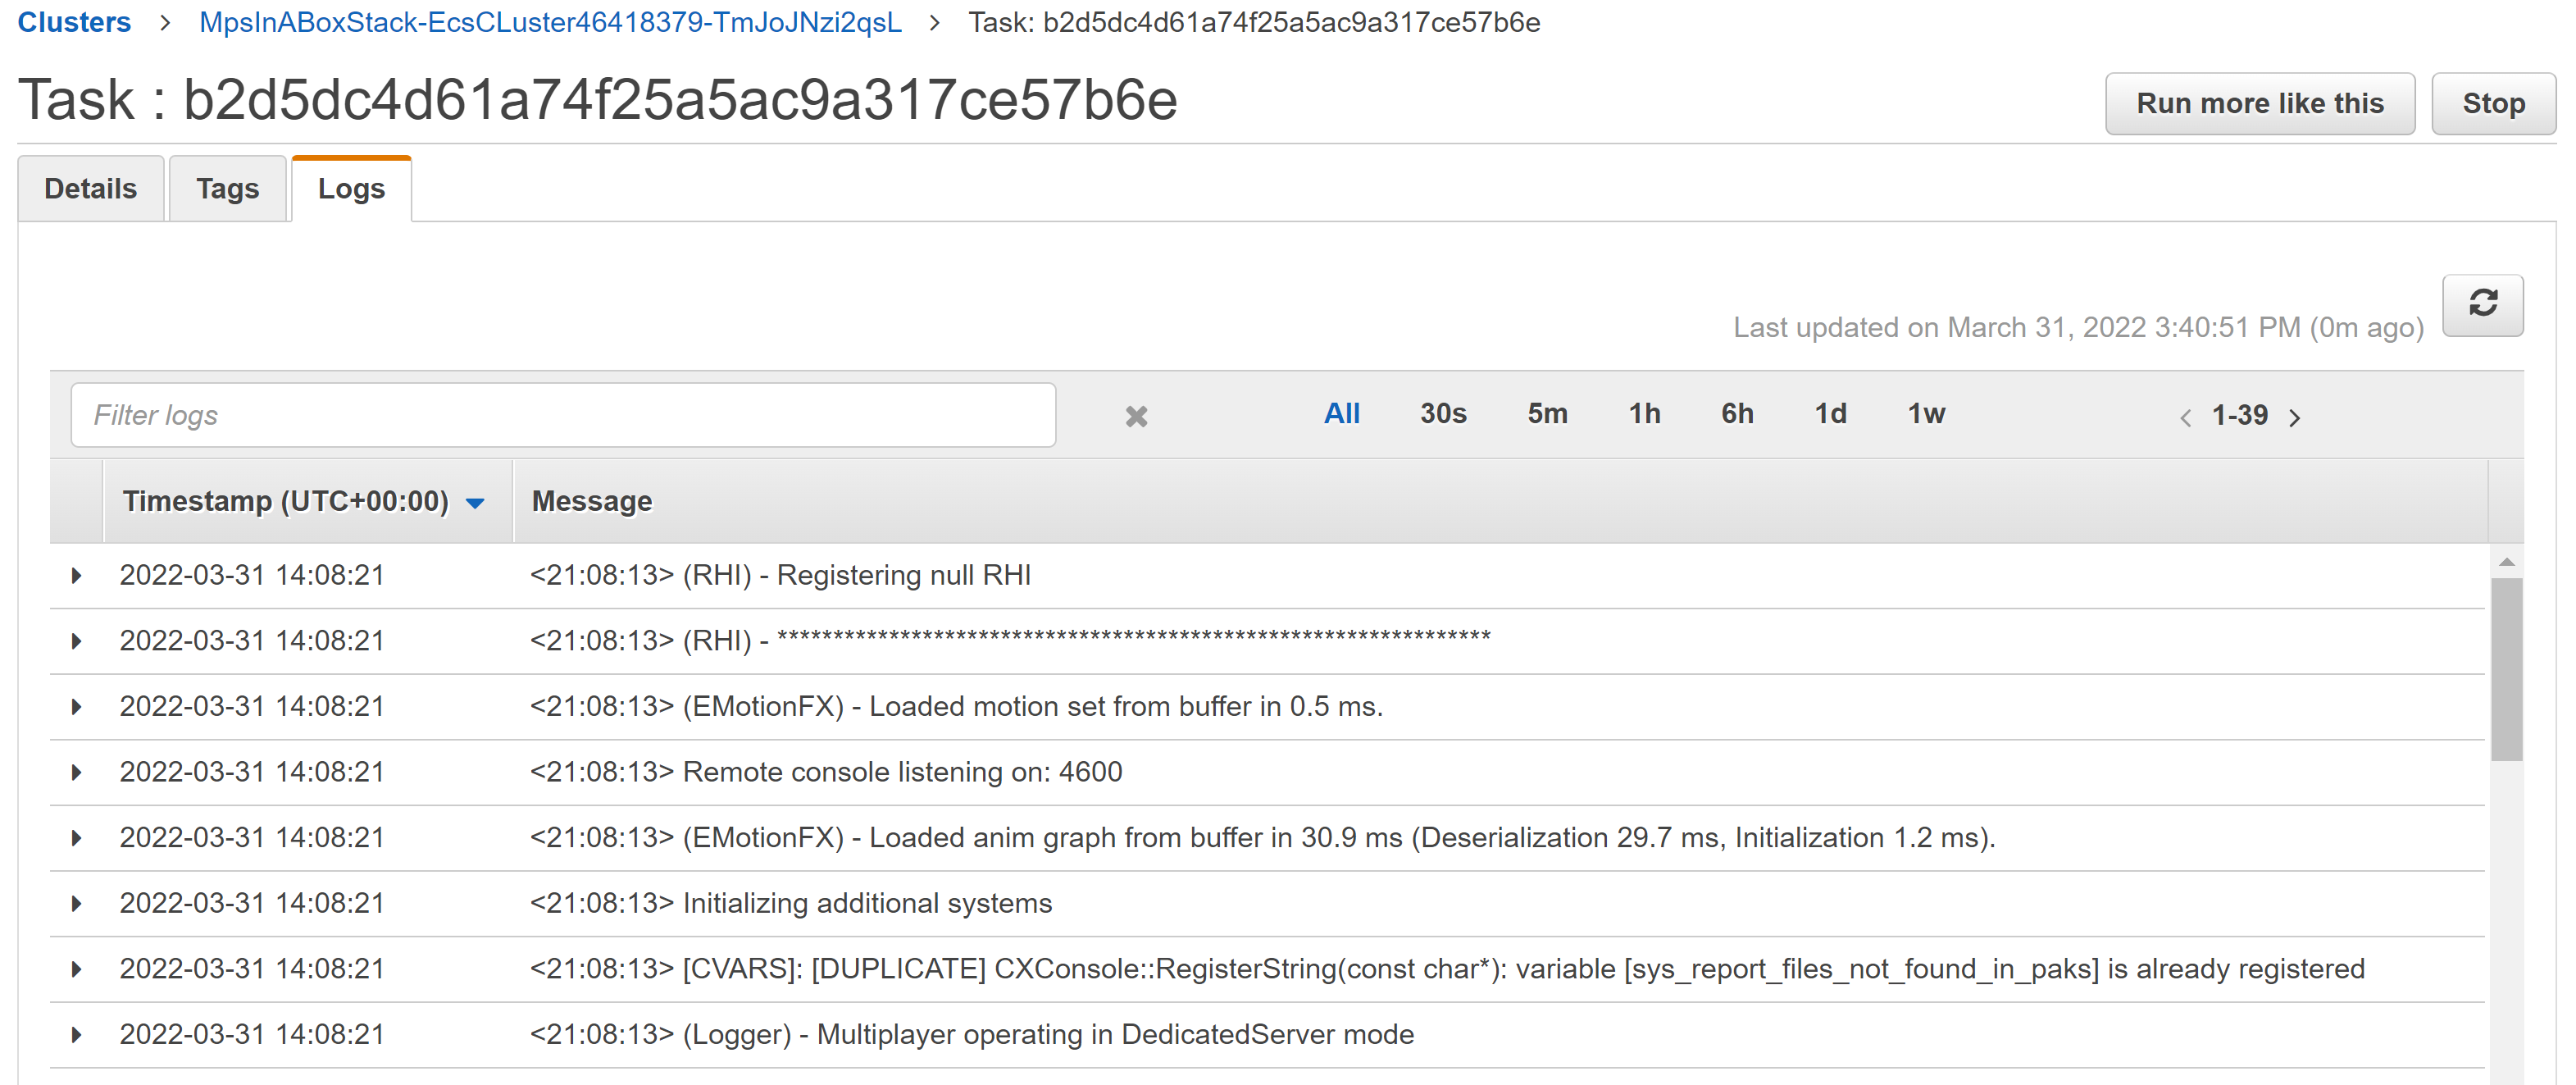 Clusters > MpsInABoxStack-EcsCLuster46418379-TmJoJNzi2qsL > Task: b2d5dc4d61a74f25a5ac9a317ce57b6e
Task : b2d5dc4d61a74f25a5ac9a317ce57b6e
Run more like this
Stop
Details
Tags
Logs
Last updated on March 31, 2022 3:40:51 PM (0m ago)
Filter logs
All 30s 5m 1h 6h 1d 1w
< 1-39 >
Timestamp (UTC+00:00) Message
2022-03-31 14:08:21 <21:08:13> (RHI) - Registering null RHI
2022-03-31 14:08:21 <21:08:13> (RHI) - ****************************************************************
2022-03-31 14:08:21 <21:08:13> (EMotionFX) - Loaded motion set from buffer in 0.5 ms.
2022-03-31 14:08:21 <21:08:13> Remote console listening on: 4600
2022-03-31 14:08:21 <21:08:13> (EMotionFX) - Loaded anim graph from buffer in 30.9 ms (Deserialization 29.7 ms, Initialization 1.2 ms).
2022-03-31 14:08:21 <21:08:13> Initializing additional systems
2022-03-31 14:08:21 <21:08:13> [CVARS]: [DUPLICATE] CXConsole::RegisterString(const char*): variable [sys_report_files_not_found_in_paks] is already registered
2022-03-31 14:08:21 <21:08:13> (Logger) - Multiplayer operating in DedicatedServer mode